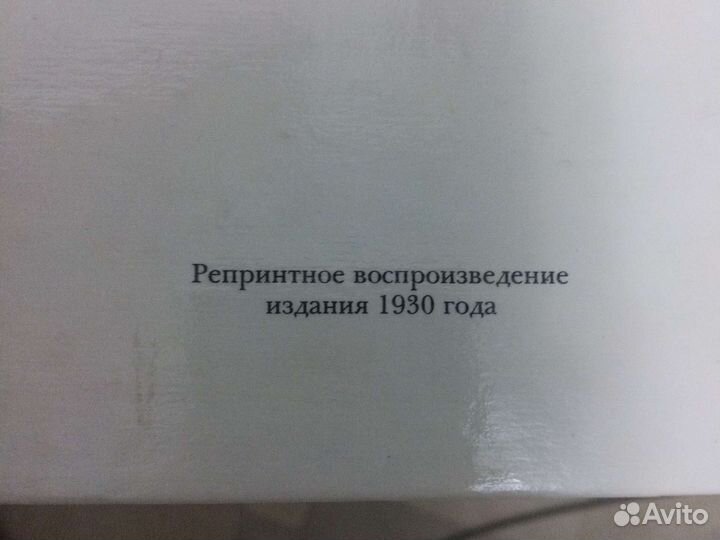 Репринтное воспроизведение
издания 1930 года
Avito